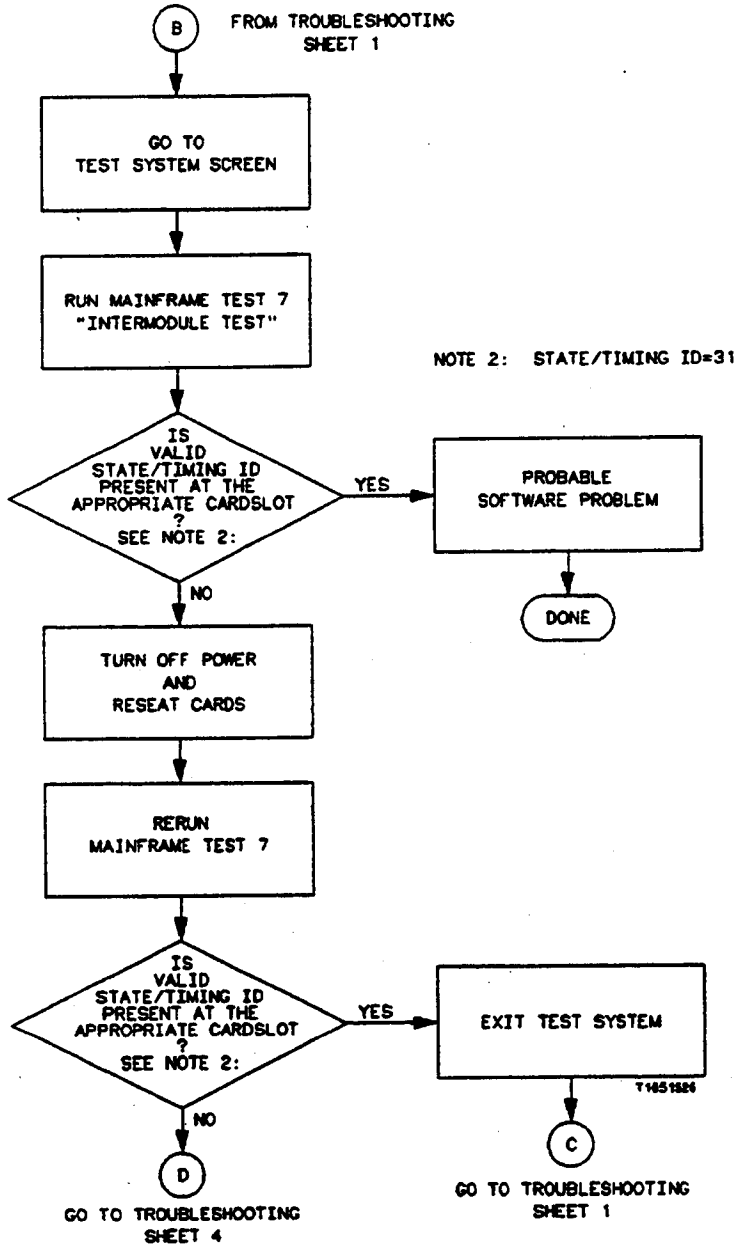 B
FROM TROUBLESHOOTING
SHEET 1
GO TO
TEST SYSTEM SCREEN
RUN MAINFRAME TEST 7
"INTERMODULE TEST"
NOTE 2: STATE/TIMING ID=31
IS
VALID
STATE/TIMING ID
PRESENT AT THE
APPROPRIATE CARDSLOT
?
SEE NOTE 2:
YES
PROBABLE
SOFTWARE PROBLEM
DONE
NO
TURN OFF POWER
AND
RESEAT CARDS
RERUN
MAINFRAME TEST 7
IS
VALID
STATE/TIMING ID
PRESENT AT THE
APPROPRIATE CARDSLOT
?
SEE NOTE 2:
YES
EXIT TEST SYSTEM
NO
D
GO TO TROUBLESHOOTING
SHEET 4
C
GO TO TROUBLESHOOTING
SHEET 1